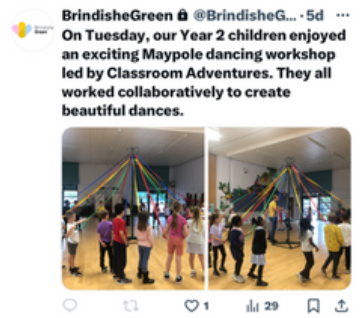 BrindisheGreen @BrindisheG... · 5d ...
On Tuesday, our Year 2 children enjoyed
an exciting Maypole dancing workshop
led by Classroom Adventures. They all
worked collaboratively to create
beautiful dances.
1 29